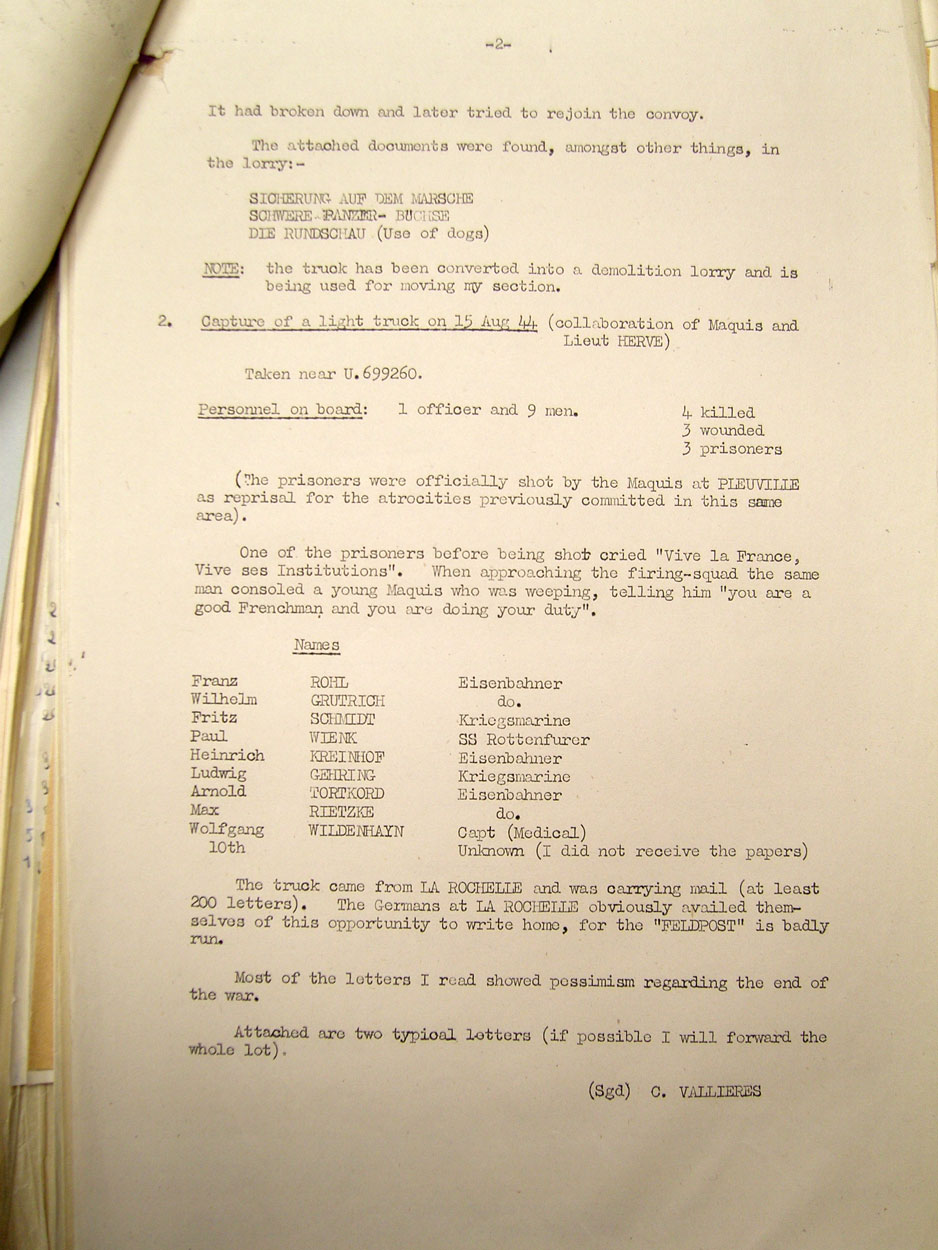 -2-
It had broken down and later tried to rejoin the convoy.
The attached documents were found, amongst other things, in
the lorry:-
SICHERUNG AUF DEM MARSCHE
SCHWERE-PANZER- BUCHSE
DIE RUNDSCHAU (Use of dogs)
NOTE: the truck has been converted into a demolition lorry and is
being used for moving my section.
2. Capture of a light truck on 15 Aug 44 (collaboration of Maquis and
Lieut HERVE)
Taken near U.699260.
Personnel on board: 1 officer and 9 men. 4 killed
3 wounded
3 prisoners
(The prisoners were officially shot by the Maquis at PLEUVILLE
as reprisal for the atrocities previously committed in this same
area).
One of the prisoners before being shot cried "Vive la France,
Vive ses Institutions". When approaching the firing-squad the same
man consoled a young Maquis who was weeping, telling him "you are a
good Frenchman and you are doing your duty".
Names
Franz ROHL Eisenbahner
Wilhelm GRUTRICH do.
Fritz SCHMIDT Kriegsmarine
Paul WIENK SS Rottenfurer
Heinrich KREINHOF Eisenbahner
Ludwig GEHRING Kriegsmarine
Arnold TORTKORD Eisenbahner
Max RIETZKE do.
Wolfgang WILDENHAYN Capt (Medical)
10th Unknown (I did not receive the papers)
The truck came from LA ROCHELLE and was carrying mail (at least
200 letters). The Germans at LA ROCHELLE obviously availed them-
selves of this opportunity to write home, for the "FELDPOST" is badly
run.
Most of the letters I read showed pessimism regarding the end of
the war.
Attached are two typical letters (if possible I will forward the
whole lot).
(Sgd) C. VALLIERES